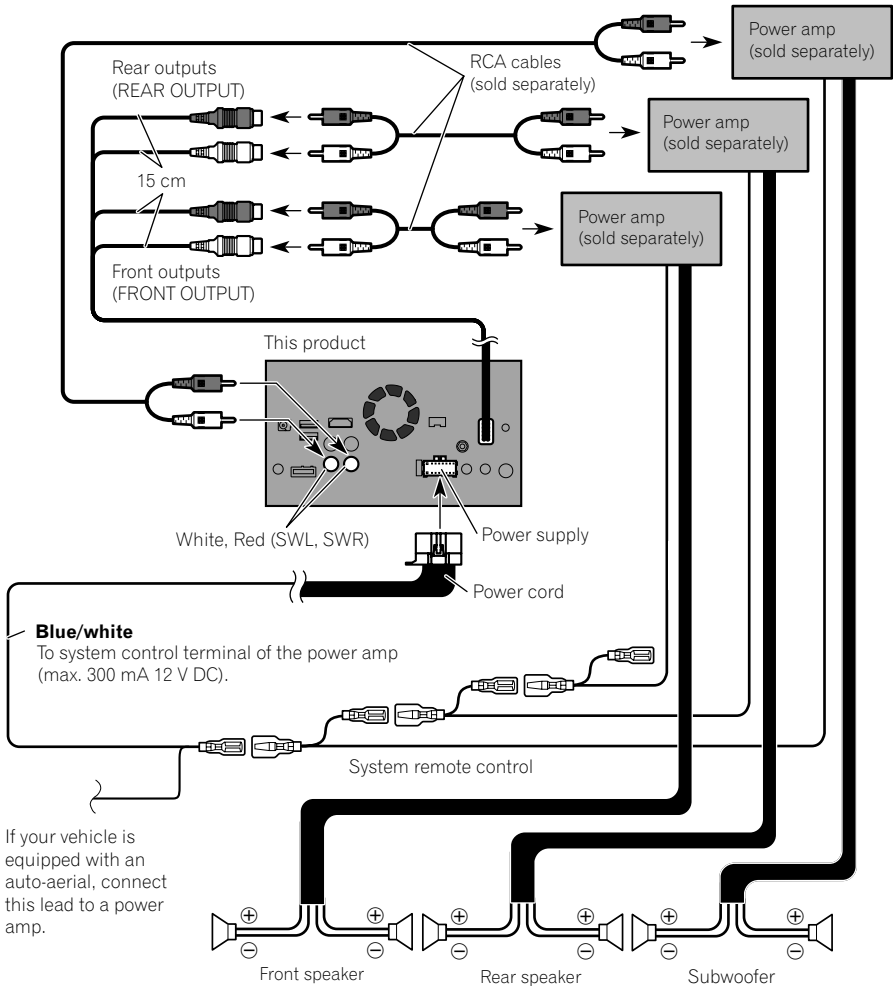 Power amp
(sold separately)
RCA cables
(sold separately)
Rear outputs
(REAR OUTPUT)
Power amp
(sold separately)
15 cm
Power amp
(sold separately)
Front outputs
(FRONT OUTPUT)
This product
White, Red (SWL, SWR)
Power supply
Power cord
Blue/white
To system control terminal of the power amp
(max. 300 mA 12 V DC).
System remote control
If your vehicle is
equipped with an
auto-aerial, connect
this lead to a power
amp.
+ + + + + +
− − − − − −
Front speaker
Rear speaker
Subwoofer